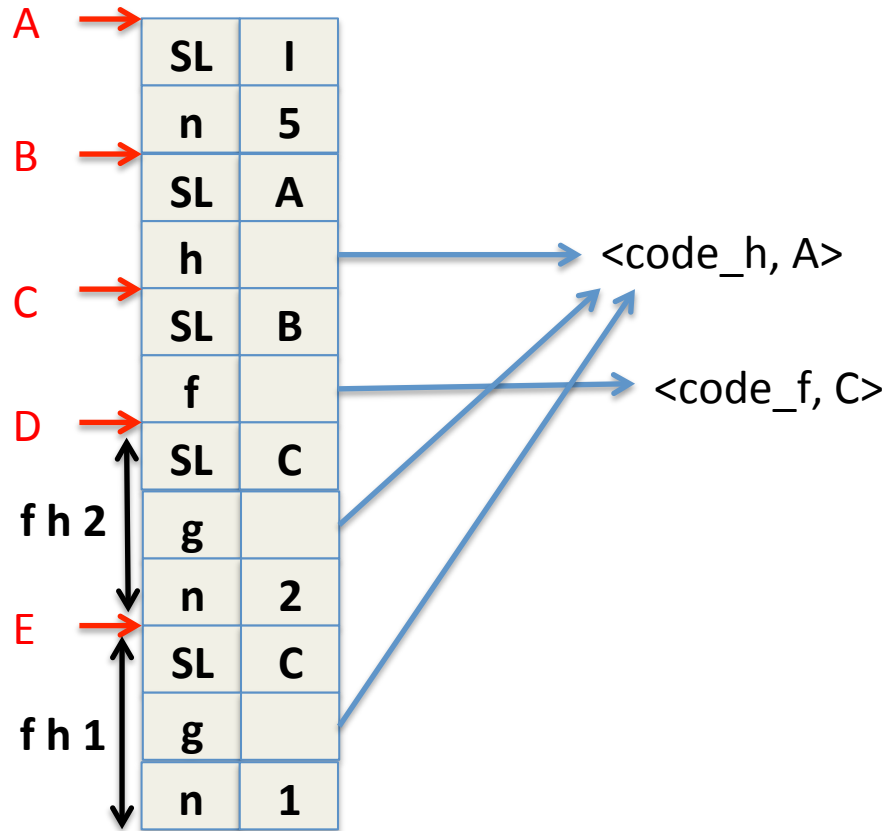 A
SL I
n 5
B
SL A
h
<code_h, A>
C
SL B
f
<code_f, C>
D
SL C
f h 2
g
n 2
E
SL C
f h 1
g
n 1